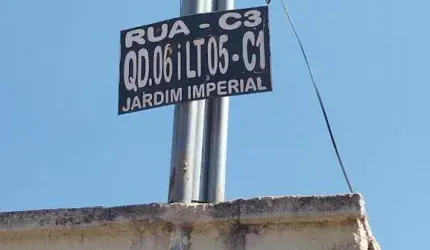 RUA - C3
QD.06 i LT 05 - C1
JARDIM IMPERIAL